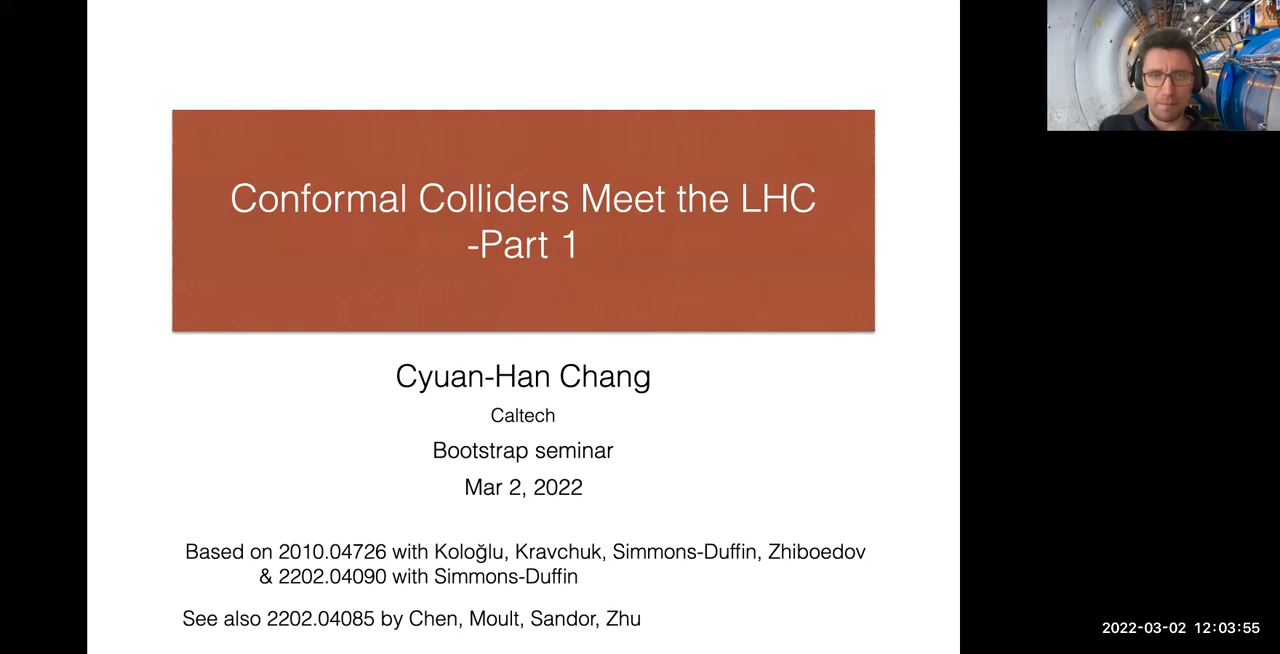 Conformal Colliders Meet the LHC
-Part 1
Cyuan-Han Chang
Caltech
Bootstrap seminar
Mar 2, 2022
Based on 2010.04726 with Koloğlu, Kravchuk, Simmons-Duffin, Zhiboedov
& 2202.04090 with Simmons-Duffin
See also 2202.04085 by Chen, Moult, Sandor, Zhu
2022-03-02 12:03:55